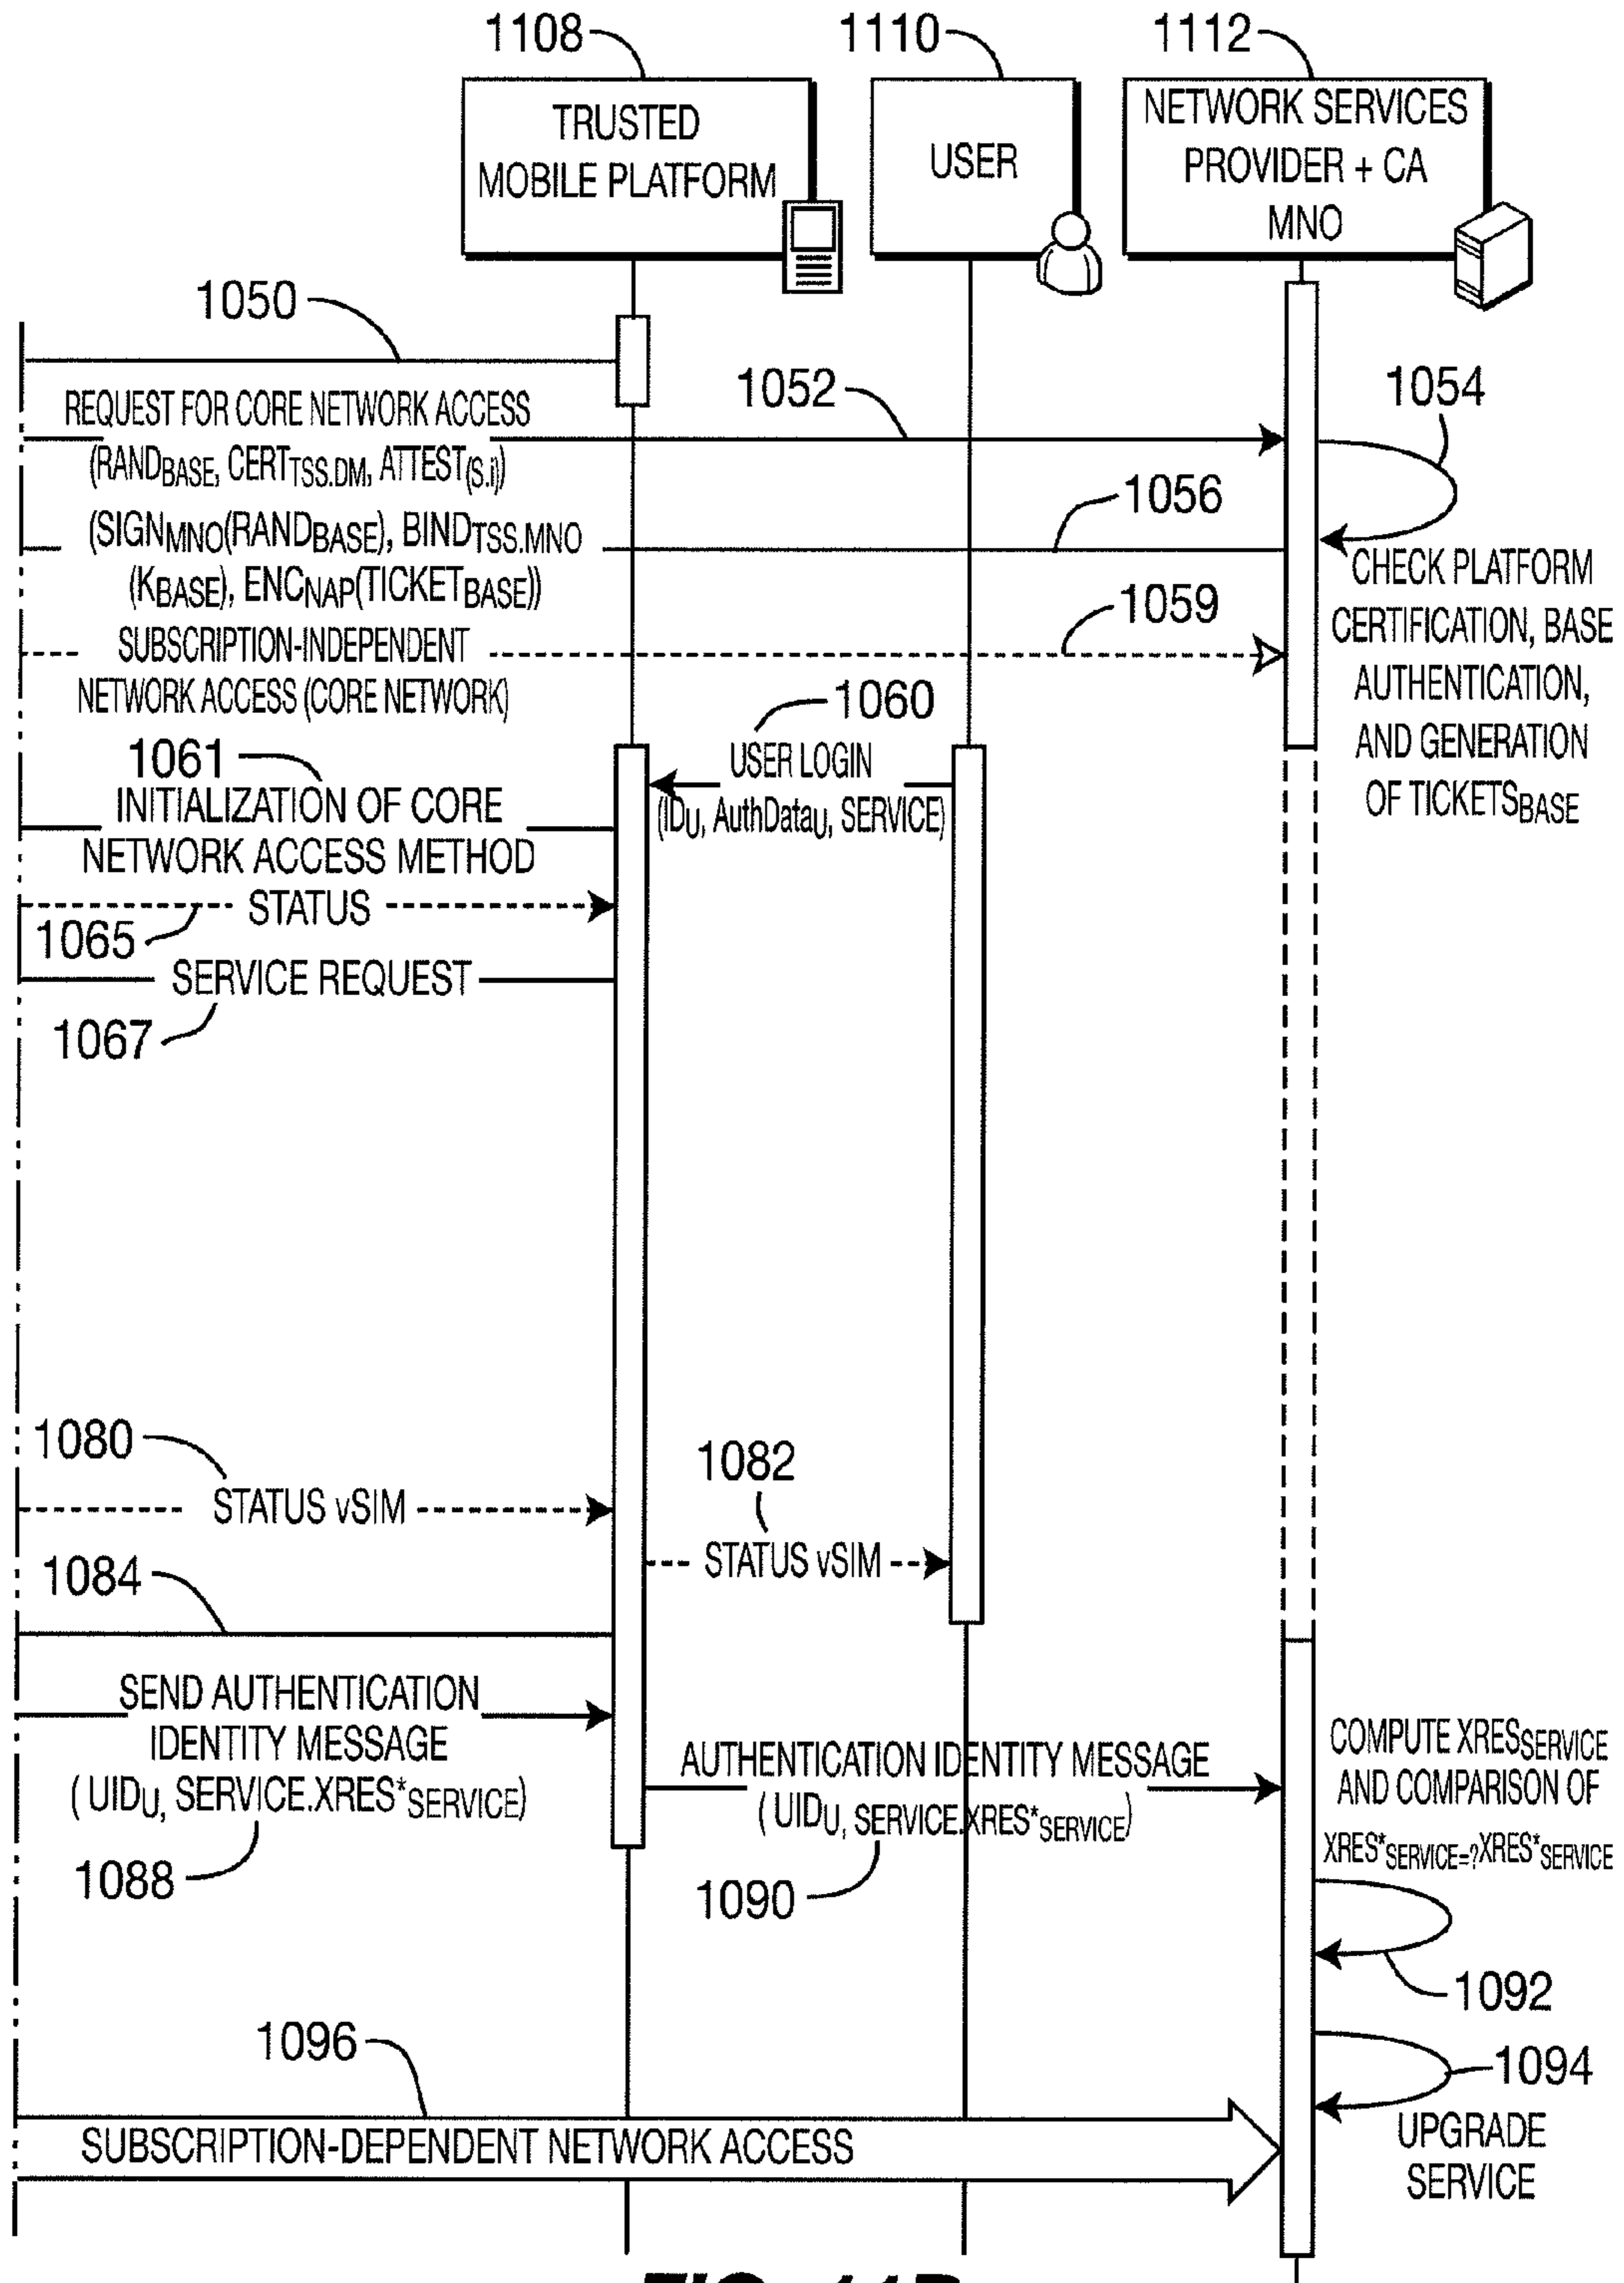 1108
1110
1112
TRUSTED
MOBILE PLATFORM
USER
NETWORK SERVICES
PROVIDER + CA
MNO
1050
REQUEST FOR CORE NETWORK ACCESS
(RANDBASE, CERTTSS.DM, ATTEST(S.i))
1052
1054
(SIGNMNO(RANDBASE), BINDTSS.MNO
(KBASE), ENCNAP(TICKETBASE))
1056
CHECK PLATFORM
CERTIFICATION, BASE
AUTHENTICATION,
AND GENERATION
OF TICKETSBASE
SUBSCRIPTION-INDEPENDENT
NETWORK ACCESS (CORE NETWORK)
1059
1060
USER LOGIN
(IDU, AuthDataU, SERVICE)
1061
INITIALIZATION OF CORE
NETWORK ACCESS METHOD
STATUS
1065
SERVICE REQUEST
1067
1080
STATUS vSIM
1082
STATUS vSIM
1084
SEND AUTHENTICATION
IDENTITY MESSAGE
( UIDU, SERVICE.XRES*SERVICE)
1088
AUTHENTICATION IDENTITY MESSAGE
( UIDU, SERVICE.XRES*SERVICE)
1090
COMPUTE XRESSERVICE
AND COMPARISON OF
XRES*SERVICE=?XRES*SERVICE
1092
1094
UPGRADE
SERVICE
1096
SUBSCRIPTION-DEPENDENT NETWORK ACCESS